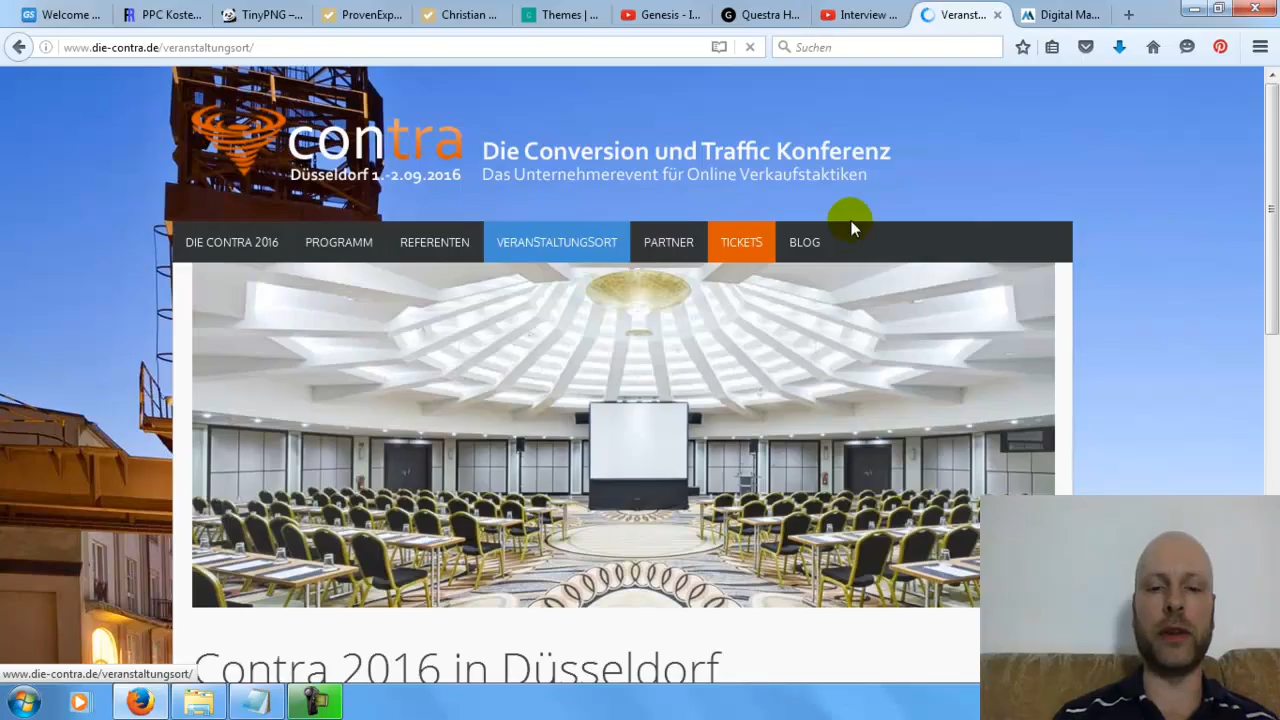 Welcome ...
PPC Koste...
TinyPNG –...
ProvenExp...
Christian ...
Themes | ...
Genesis - I...
Questra H...
Interview ...
Veranst...
Digital Ma...
www.die-contra.de/veranstaltungsort/
Suchen
contra
Düsseldorf 1.-2.09.2016
Die Conversion und Traffic Konferenz
Das Unternehmerevent für Online Verkaufstaktiken
DIE CONTRA 2016
PROGRAMM
REFERENTEN
VERANSTALTUNGSORT
PARTNER
TICKETS
BLOG
Contra 2016 in Düsseldorf
www.die-contra.de/veranstaltungsort/